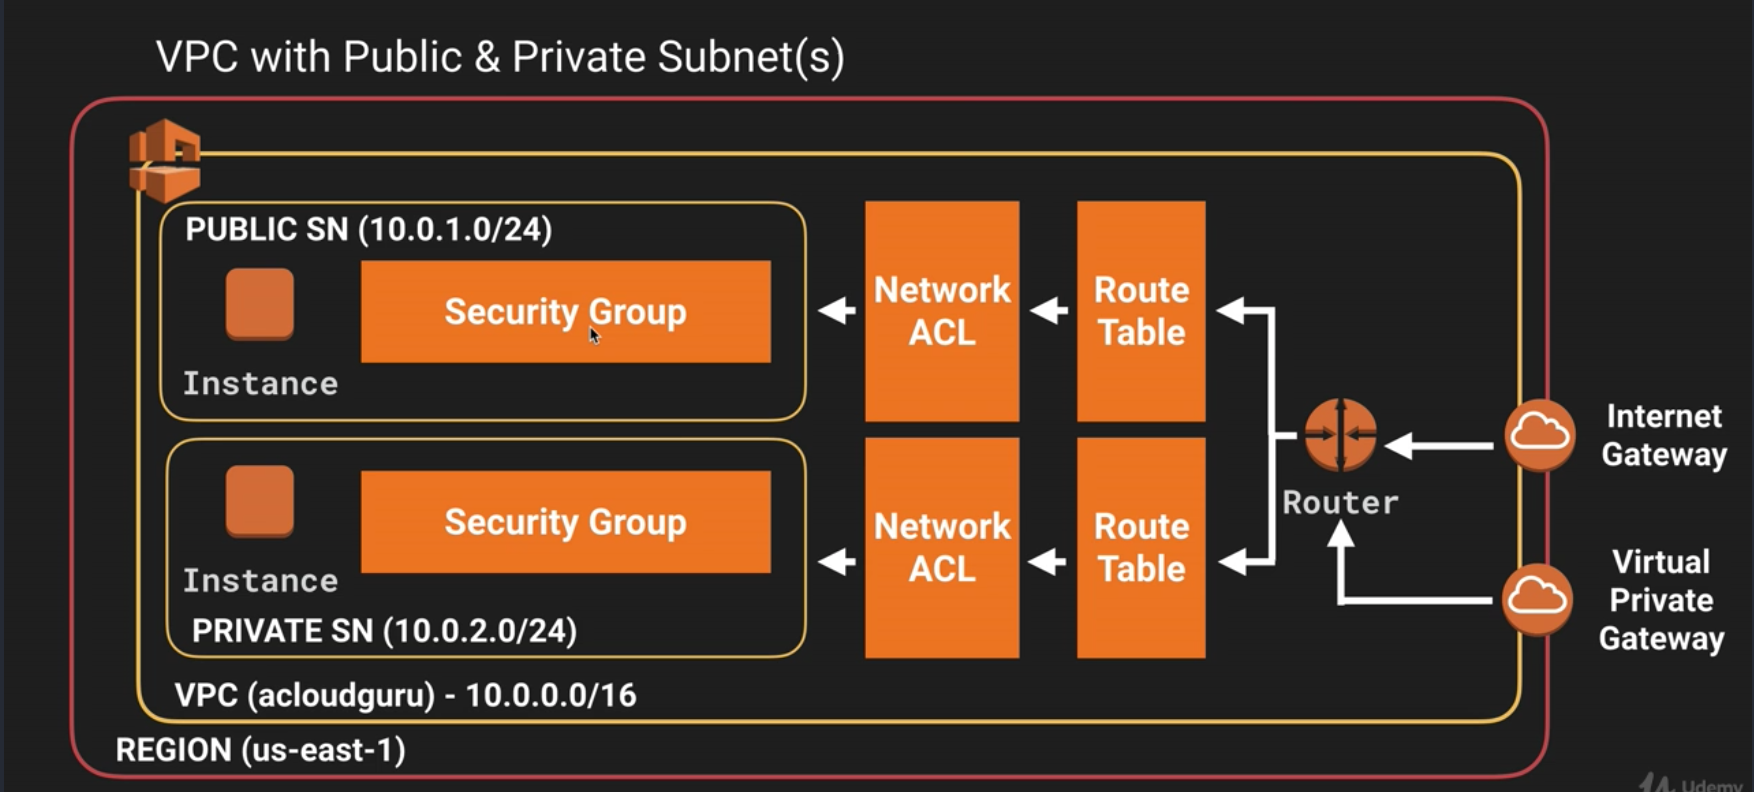 VPC with Public & Private Subnet(s)
PUBLIC SN (10.0.1.0/24)
Security Group
Instance
Network
ACL
Route
Table
Security Group
Instance
PRIVATE SN (10.0.2.0/24)
Network
ACL
Route
Table
Router
Internet
Gateway
Virtual
Private
Gateway
VPC (acloudguru) - 10.0.0.0/16
REGION (us-east-1)
Udemy